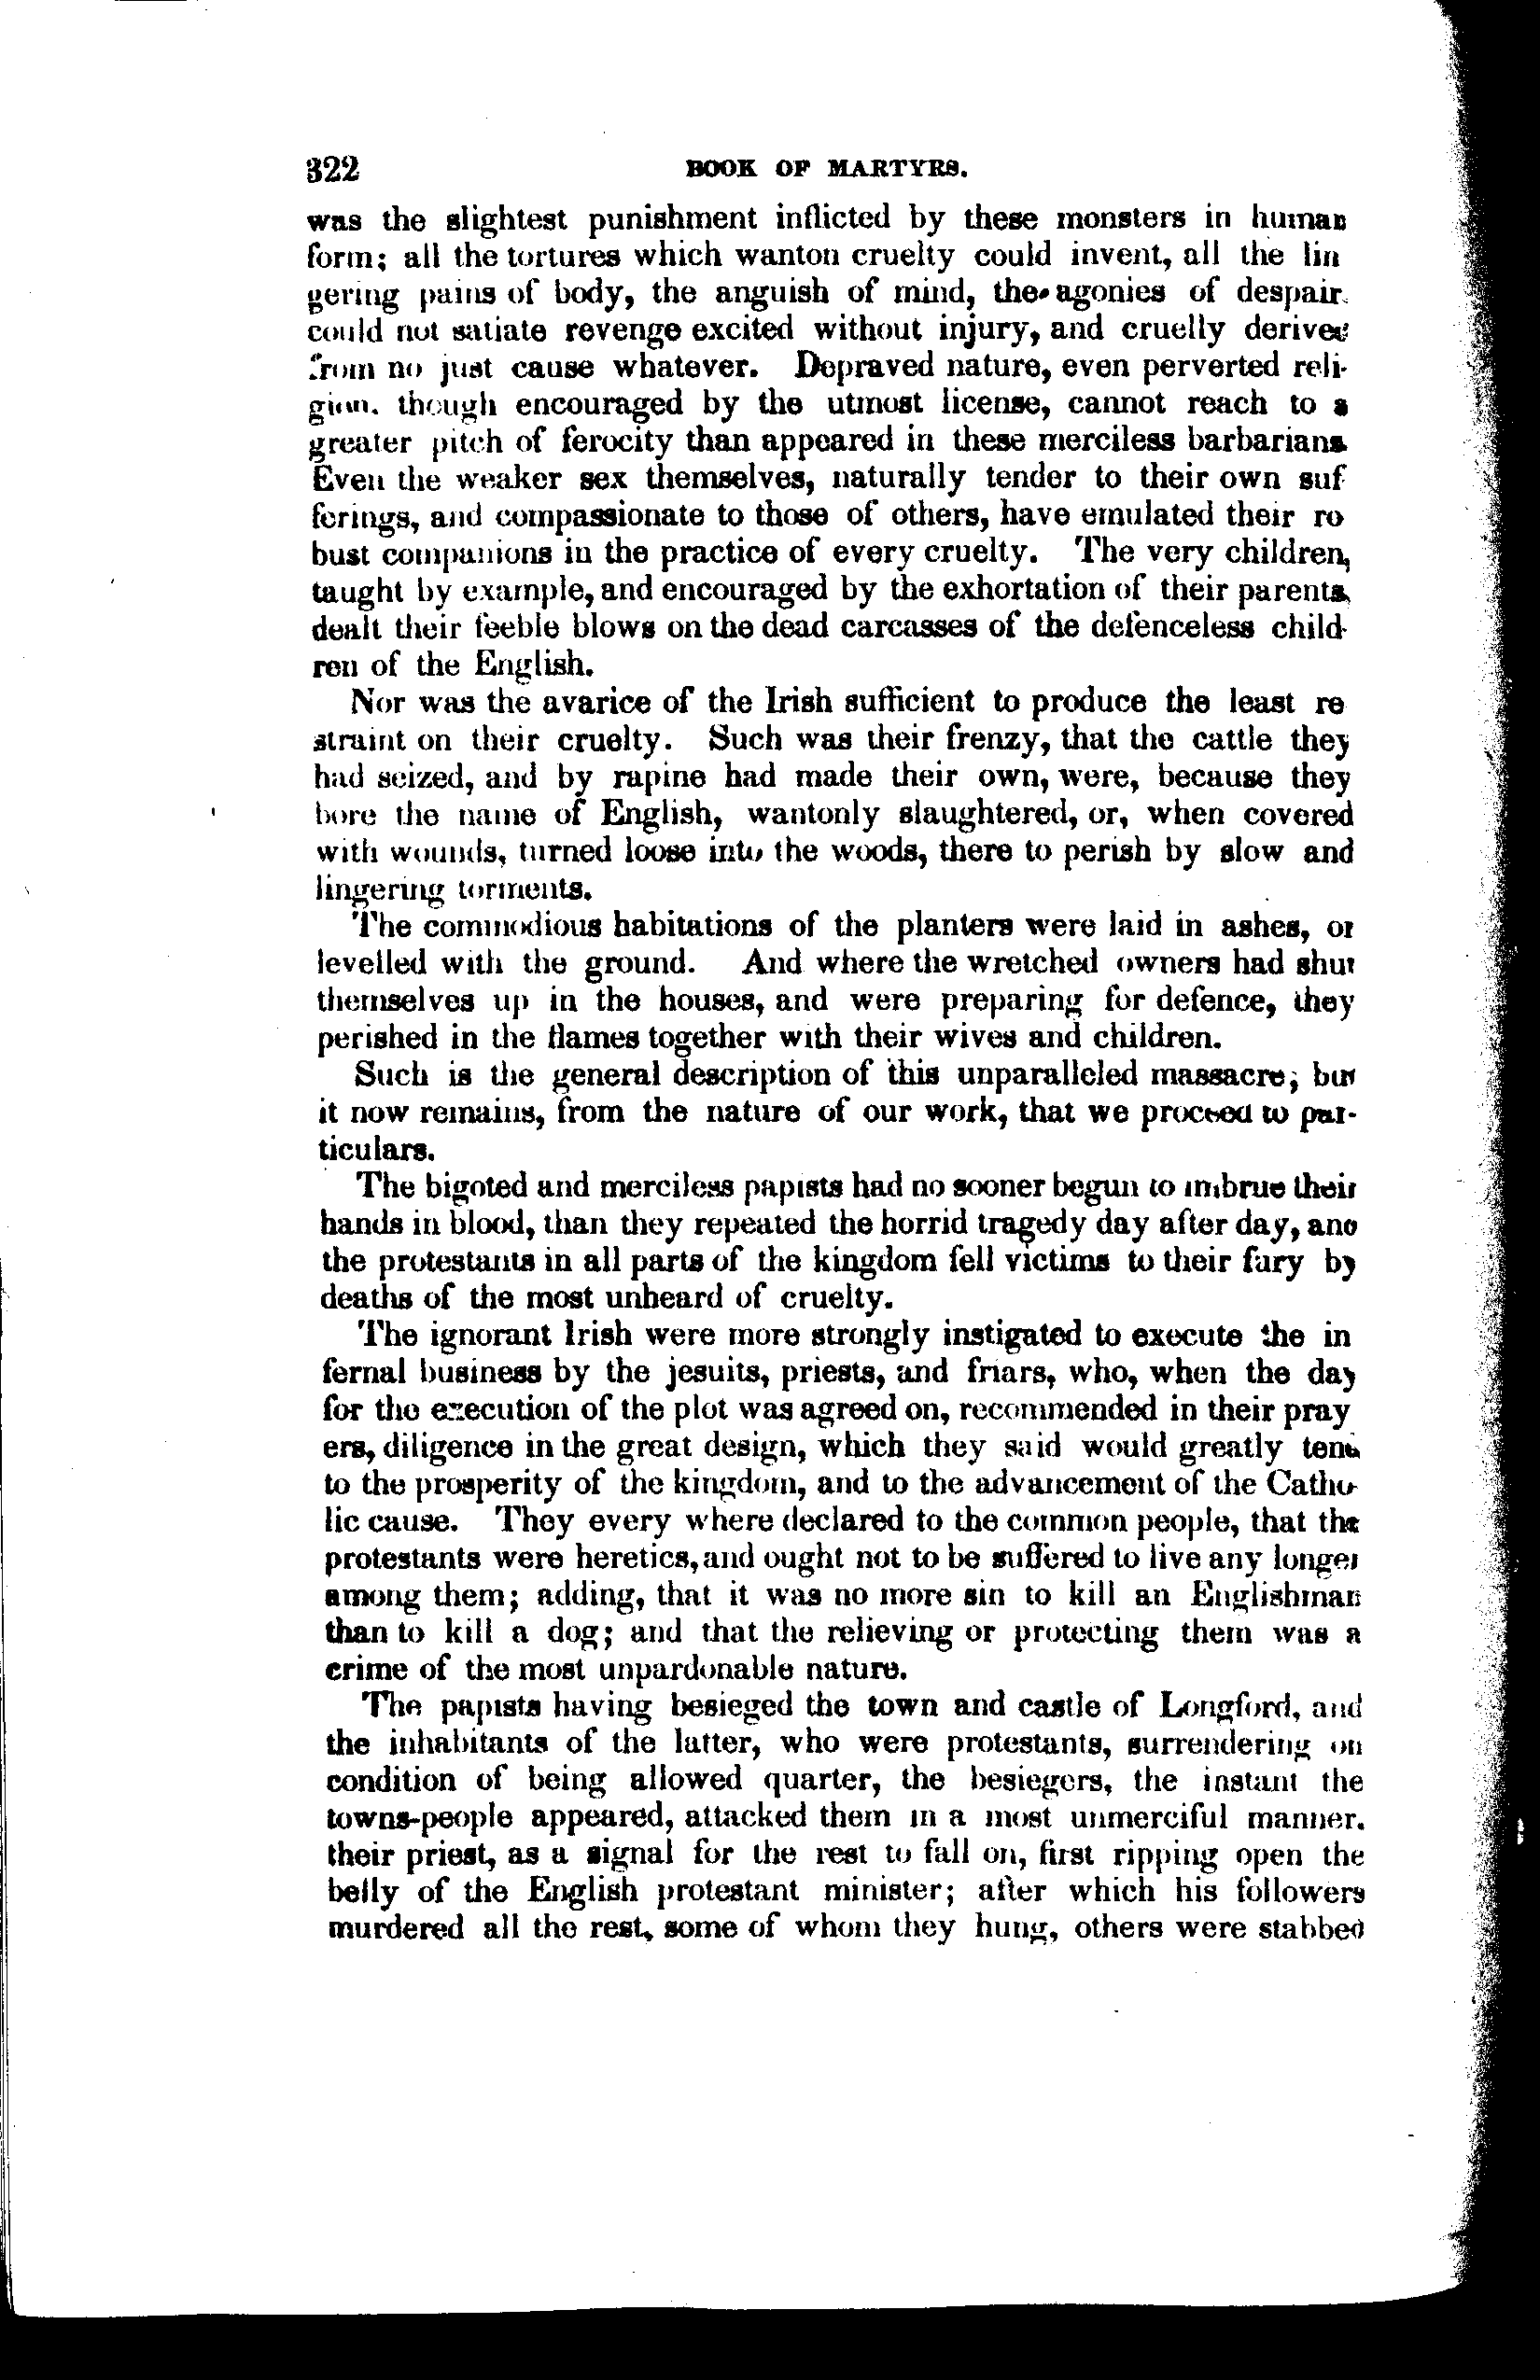 322 BOOK OF MARTYRS.
was the slightest punishment inflicted by these monsters in human
form; all the tortures which wanton cruelty could invent, all the lin
gering pains of body, the anguish of mind, the agonies of despair.
could not satiate revenge excited without injury, and cruelly derived
from no just cause whatever. Depraved nature, even perverted reli-
gion. though encouraged by the utmost license, cannot reach to a
greater pitch of ferocity than appeared in these merciless barbarians
Even the weaker sex themselves, naturally tender to their own suf
ferings, and compassionate to those of others, have emulated their ro
bust companions in the practice of every cruelty. The very children,
taught by example, and encouraged by the exhortation of their parents,
dealt their feeble blows on the dead carcasses of the defenceless child-
ren of the English.
Nor was the avarice of the Irish sufficient to produce the least re
straint on their cruelty. Such was their frenzy, that the cattle they
had seized, and by rapine had made their own, were, because they
bore the name of English, wantonly slaughtered, or, when covered
with wounds, turned loose into the woods, there to perish by slow and
lingering torments.
The commodious habitations of the planters were laid in ashes, or
levelled with the ground. And where the wretched owners had shut
themselves up in the houses, and were preparing for defence, they
perished in the flames together with their wives and children.
Such is the general description of this unparalleled massacre; but
it now remains, from the nature of our work, that we proceed to par-
ticulars.
The bigoted and merciless papists had no sooner begun to imbrue their
hands in blood, than they repeated the horrid tragedy day after day, and
the protestants in all parts of the kingdom fell victims to their fury by
deaths of the most unheard of cruelty.
The ignorant Irish were more strongly instigated to execute the in
fernal business by the jesuits, priests, and friars, who, when the day
for the execution of the plot was agreed on, recommended in their pray
ers, diligence in the great design, which they said would greatly tend
to the prosperity of the kingdom, and to the advancement of the Catho-
lic cause. They every where declared to the common people, that the
protestants were heretics, and ought not to be suffered to live any longer
among them; adding, that it was no more sin to kill an Englishman
than to kill a dog; and that the relieving or protecting them was a
crime of the most unpardonable nature.
The papists having besieged the town and castle of Longford, and
the inhabitants of the latter, who were protestants, surrendering on
condition of being allowed quarter, the besiegers, the instant the
towns-people appeared, attacked them in a most unmerciful manner.
their priest, as a signal for the rest to fall on, first ripping open the
belly of the English protestant minister; after which his followers
murdered all the rest, some of whom they hung, others were stabbed